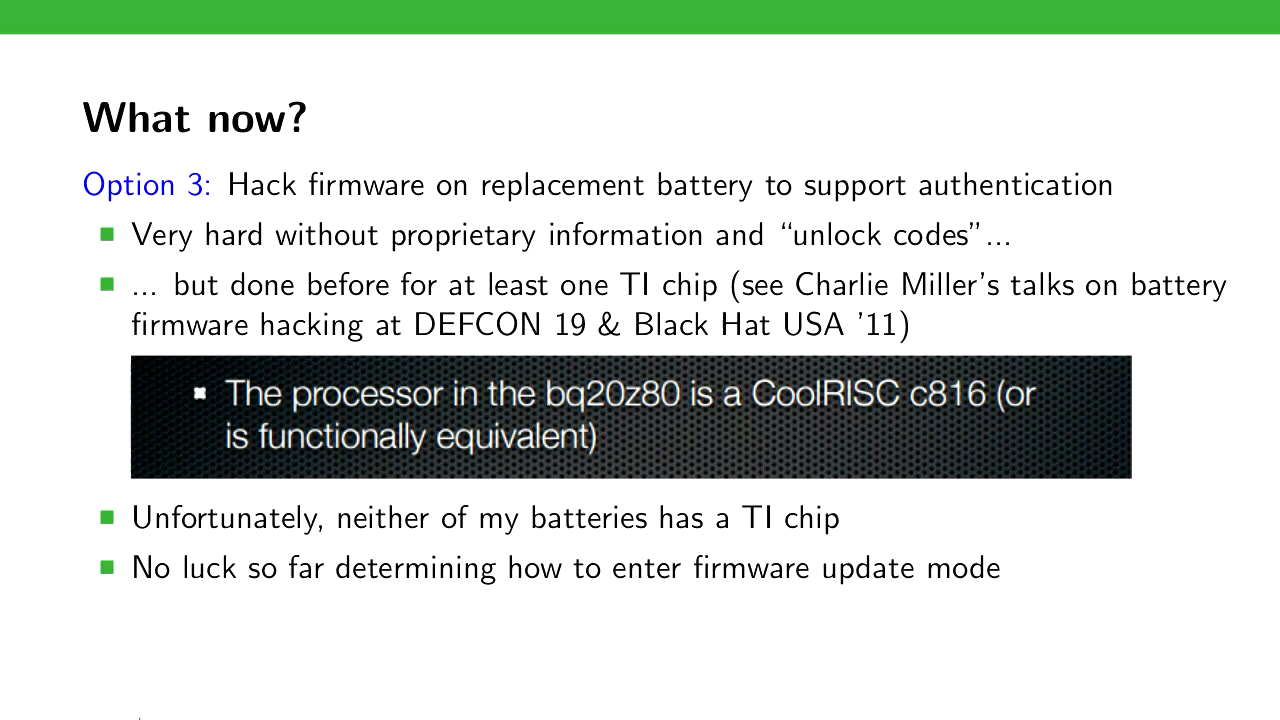 What now?
Option 3: Hack firmware on replacement battery to support authentication
Very hard without proprietary information and “unlock codes”...
... but done before for at least one TI chip (see Charlie Miller’s talks on battery
firmware hacking at DEFCON 19 & Black Hat USA ’11)
The processor in the bq20z80 is a CoolRISC c816 (or
is functionally equivalent)
Unfortunately, neither of my batteries has a TI chip
No luck so far determining how to enter firmware update mode